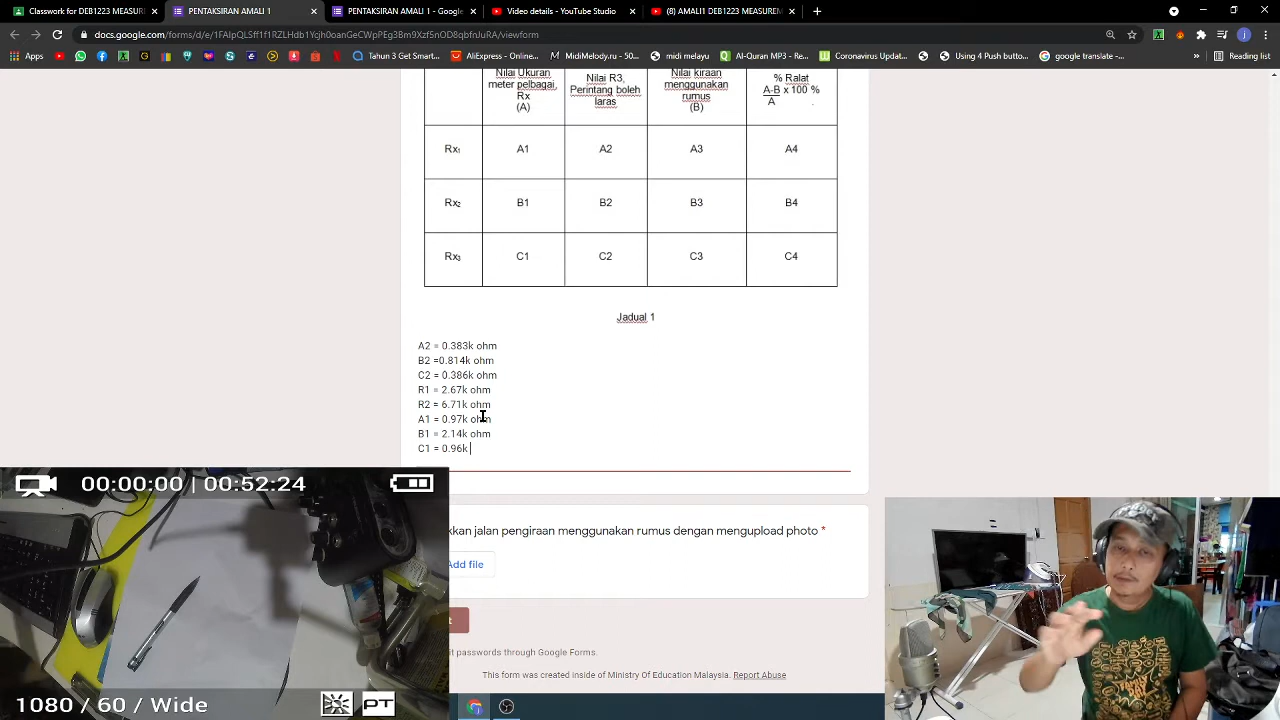 Classroom for DEB1223 MEASURE
PENTAKSIRAN AMALI 1
PENTAKSIRAN AMALI 1 - Google
Video details - YouTube Studio
(8) AMALI1 DEB1223 MEASUREM
docs.google.com/forms/d/e/1FAIpQLSff1f1RZLHdb1Ycjh0oanGeCWpPEg3Bm9Xzf5nOD8qbfnJuRA/viewform
Apps
Tahun 3 Smart Get...
AliExpress - Online...
MidiMelody.ru - 50...
midi melayu
Al-Quran MP3 - Lis...
Coronavirus Updat...
Using 4 Push butto...
google translate -...
Reading list
Nilai Ukuran meter pelbagai, Rx (A)
Nilai R3, Perintang boleh laras
Nilai kiraan menggunakan rumus (B)
% Ralat A-B x 100 % A
Rx1 A1 A2 A3 A4
Rx2 B1 B2 B3 B4
Rx3 C1 C2 C3 C4
Jadual 1
A2 = 0.383k ohm
B2 =0.814k ohm
C2 = 0.386k ohm
R1 = 2.67k ohm
R2 = 6.71k ohm
A1 = 0.97k ohm
B1 = 2.14k ohm
C1 = 0.96k
00:00:00 | 00:52:24
kkan jalan pengiraan menggunakan rumus dengan mengupload photo *
Add file
it passwords through Google Forms.
This form was created inside of Ministry Of Education Malaysia. Report Abuse
1080 / 60 / Wide
PT